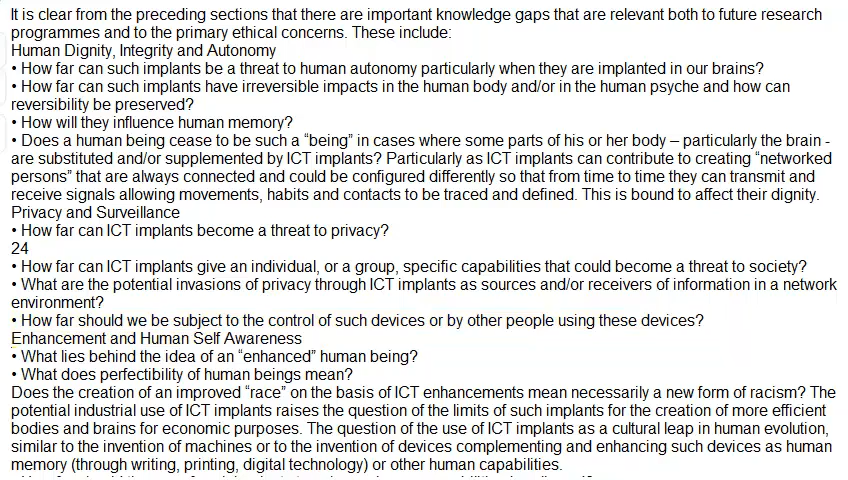 It is clear from the preceding sections that there are important knowledge gaps that are relevant both to future research
programmes and to the primary ethical concerns. These include:
Human Dignity, Integrity and Autonomy
• How far can such implants be a threat to human autonomy particularly when they are implanted in our brains?
• How far can such implants have irreversible impacts in the human body and/or in the human psyche and how can
reversibility be preserved?
• How will they influence human memory?
• Does a human being cease to be such a “being” in cases where some parts of his or her body – particularly the brain -
are substituted and/or supplemented by ICT implants? Particularly as ICT implants can contribute to creating “networked
persons” that are always connected and could be configured differently so that from time to time they can transmit and
receive signals allowing movements, habits and contacts to be traced and defined. This is bound to affect their dignity.
Privacy and Surveillance
• How far can ICT implants become a threat to privacy?
24
• How far can ICT implants give an individual, or a group, specific capabilities that could become a threat to society?
• What are the potential invasions of privacy through ICT implants as sources and/or receivers of information in a network
environment?
• How far should we be subject to the control of such devices or by other people using these devices?
Enhancement and Human Self Awareness
• What lies behind the idea of an “enhanced” human being?
• What does perfectibility of human beings mean?
Does the creation of an improved “race” on the basis of ICT enhancements mean necessarily a new form of racism? The
potential industrial use of ICT implants raises the question of the limits of such implants for the creation of more efficient
bodies and brains for economic purposes. The question of the use of ICT implants as a cultural leap in human evolution,
similar to the invention of machines or to the invention of devices complementing and enhancing such devices as human
memory (through writing, printing, digital technology) or other human capabilities.